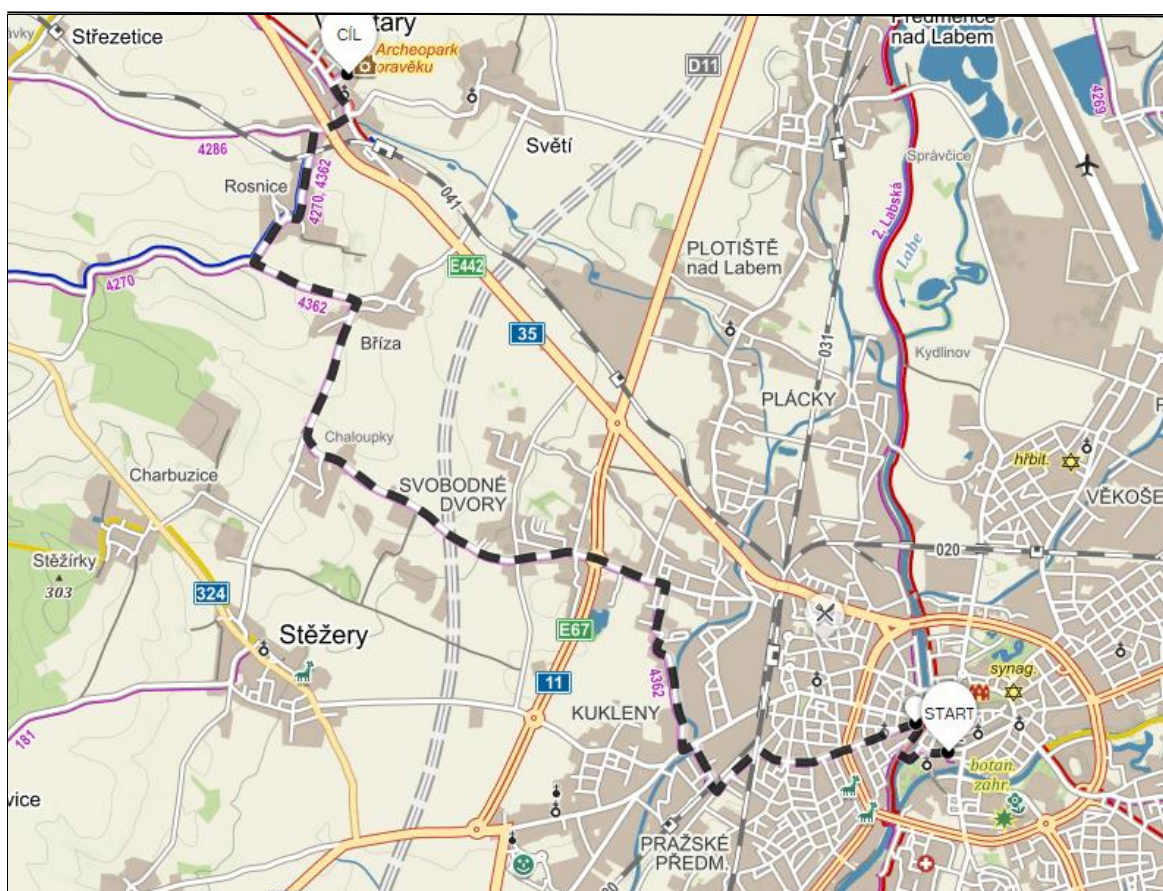 Střezetice
CÍL
tary
Archeopark
pravěku
nad Labem
D11
4269
4286
Světí
Správčice
Rosnice
4270, 4362
041
2. Labská
Labe
PLOTIŠTĚ
nad Labem
E442
4270
4362
35
031
Bříza
Kydlinov
PLÁCKY
Chaloupky
Charbuzice
SVOBODNÉ
DVORY
hřbit.
VĚKOŠE
Stěžírky
303
020
324
Stěžery
E67
synag.
11
4362
KUKLENY
START
181
botan.
zahr.
vice
PRAŽSKÉ
PŘEDM.